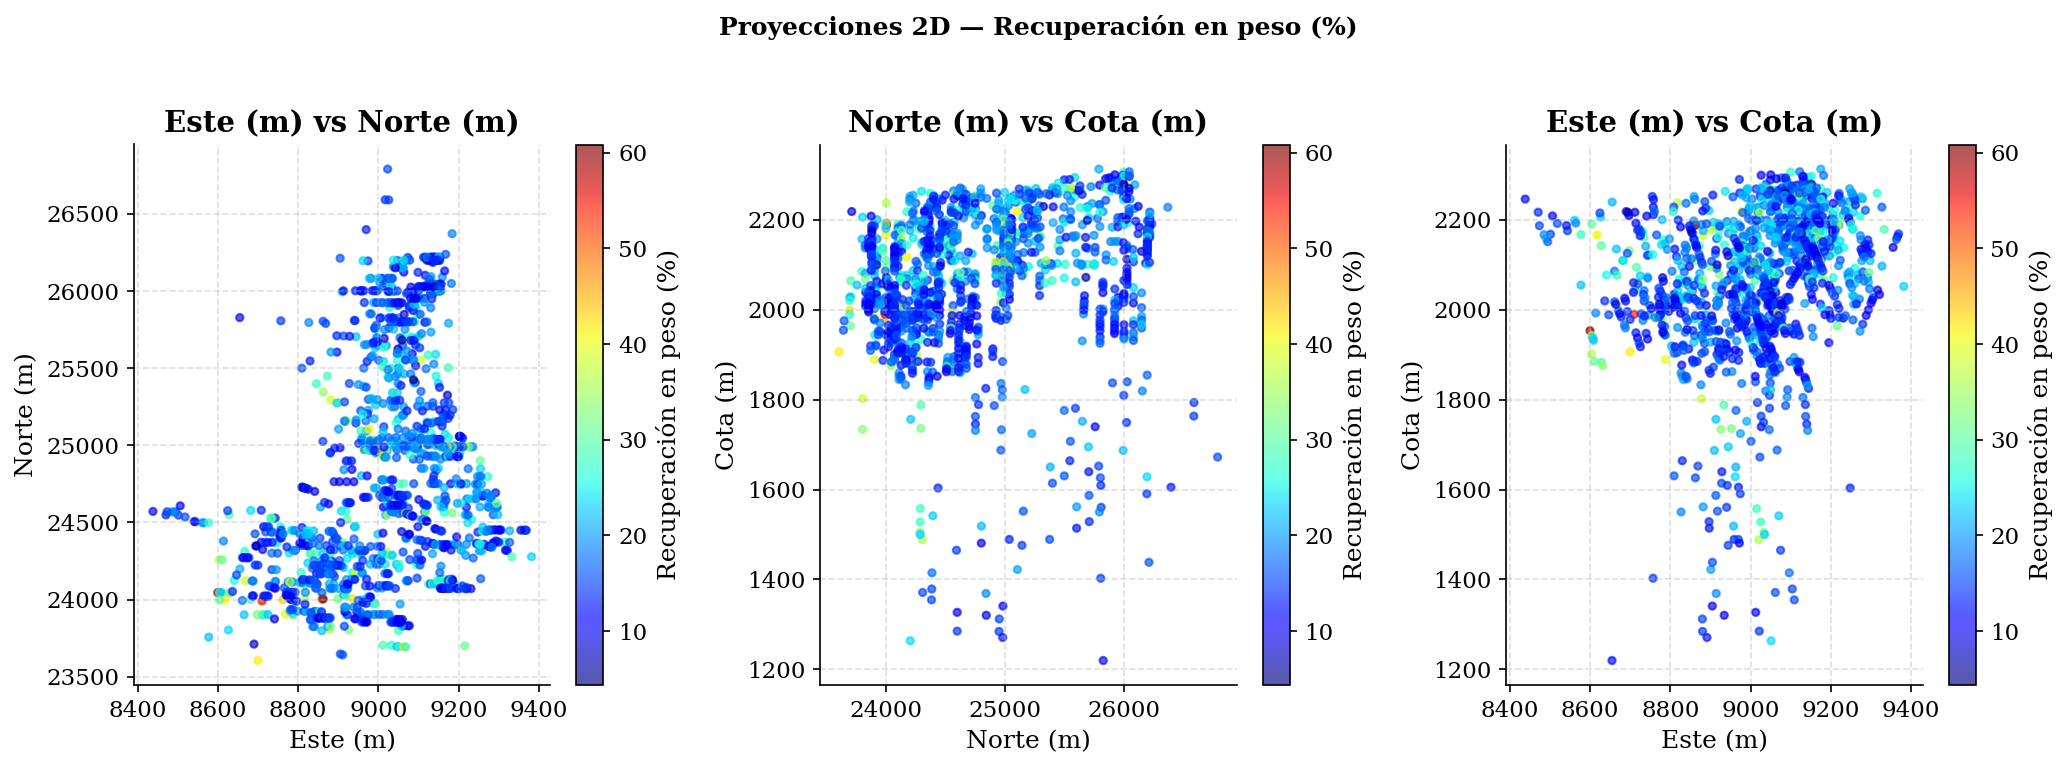 Proyecciones 2D — Recuperación en peso (%)
Este (m) vs Norte (m)
Norte (m)
26500
26000
25500
25000
24500
24000
23500
8400 8600 8800 9000 9200 9400
Este (m)
60
50
40
30
20
10
Recuperación en peso (%)
Norte (m) vs Cota (m)
Cota (m)
2200
2000
1800
1600
1400
1200
24000 25000 26000
Norte (m)
60
50
40
30
20
10
Recuperación en peso (%)
Este (m) vs Cota (m)
Cota (m)
2200
2000
1800
1600
1400
1200
8400 8600 8800 9000 9200 9400
Este (m)
60
50
40
30
20
10
Recuperación en peso (%)